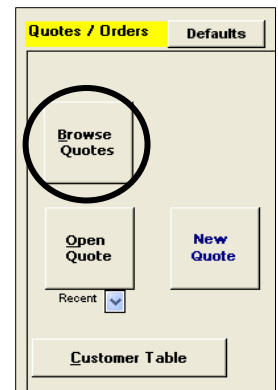 Quotes / Orders Defaults
Browse
Quotes
Open
Quote
New
Quote
Recent
Customer Table